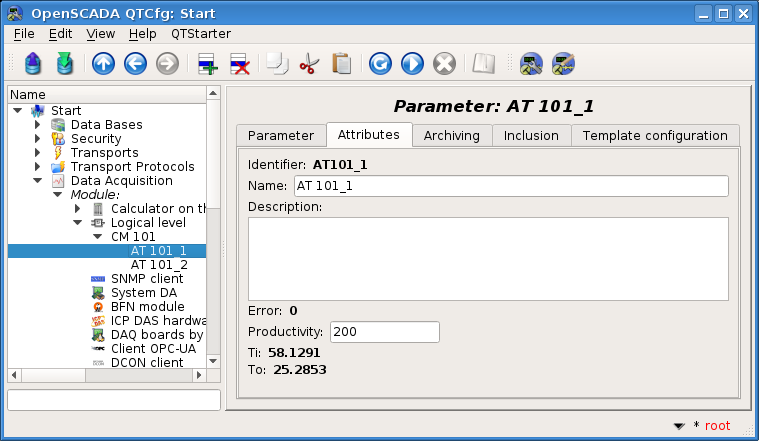 OpenSCADA QTCfg: Start
File Edit View Help QTStarter
Name
Start
Data Bases
Security
Transports
Transport Protocols
Data Acquisition
Module:
Calculator on th
Logical level
CM 101
AT 101_1
AT 101_2
SNMP client
System DA
BFN module
ICP DAS hardwa
DAQ boards by
Client OPC-UA
DCON client
Parameter: AT 101_1
Parameter Attributes Archiving Inclusion Template configuration
Identifier: AT101_1
Name: AT 101_1
Description:
Error: 0
Productivity: 200
Ti: 58.1291
To: 25.2853
* root